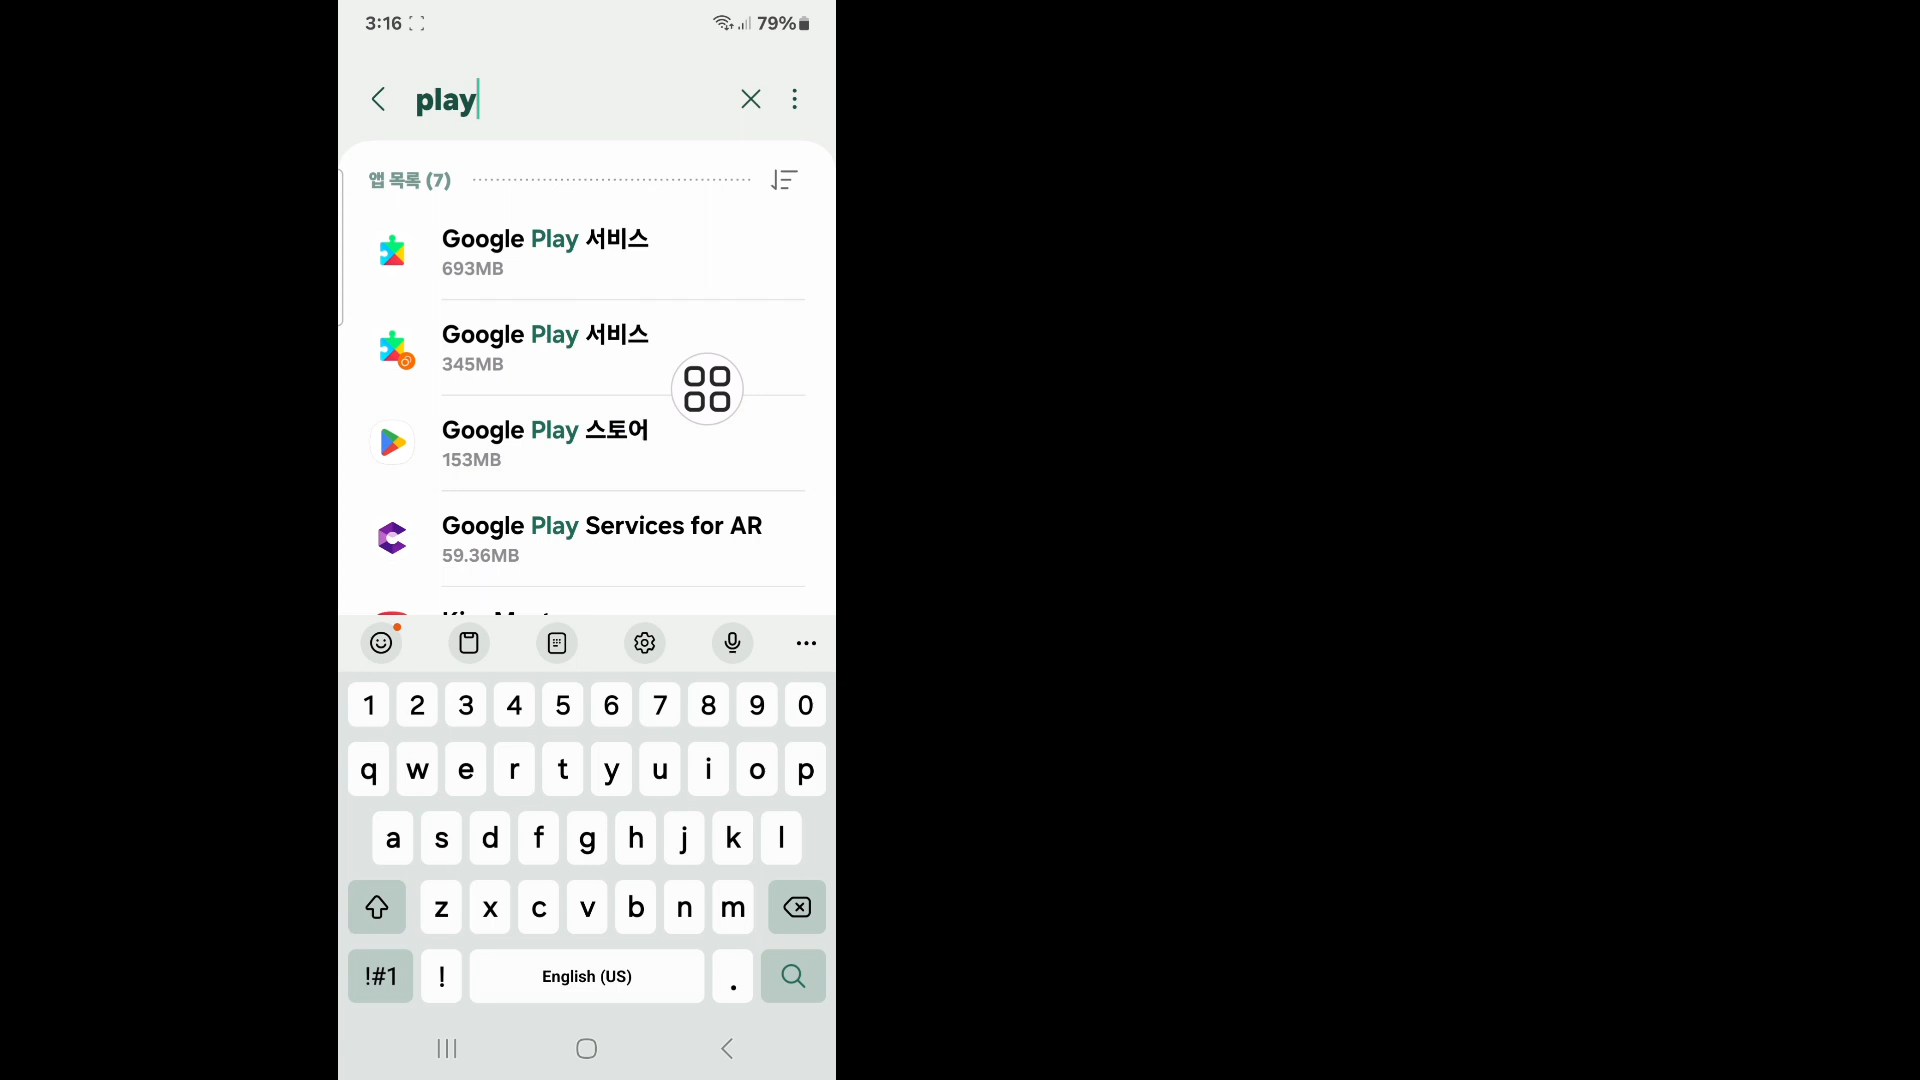 3:16
79%
play
앱 목록 (7)
Google Play 서비스
693MB
Google Play 서비스
345MB
Google Play 스토어
153MB
Google Play Services for AR
59.36MB
1 2 3 4 5 6 7 8 9 0
q w e r t y u i o p
a s d f g h j k l
z x c v b n m
!#1 ! English (US) .